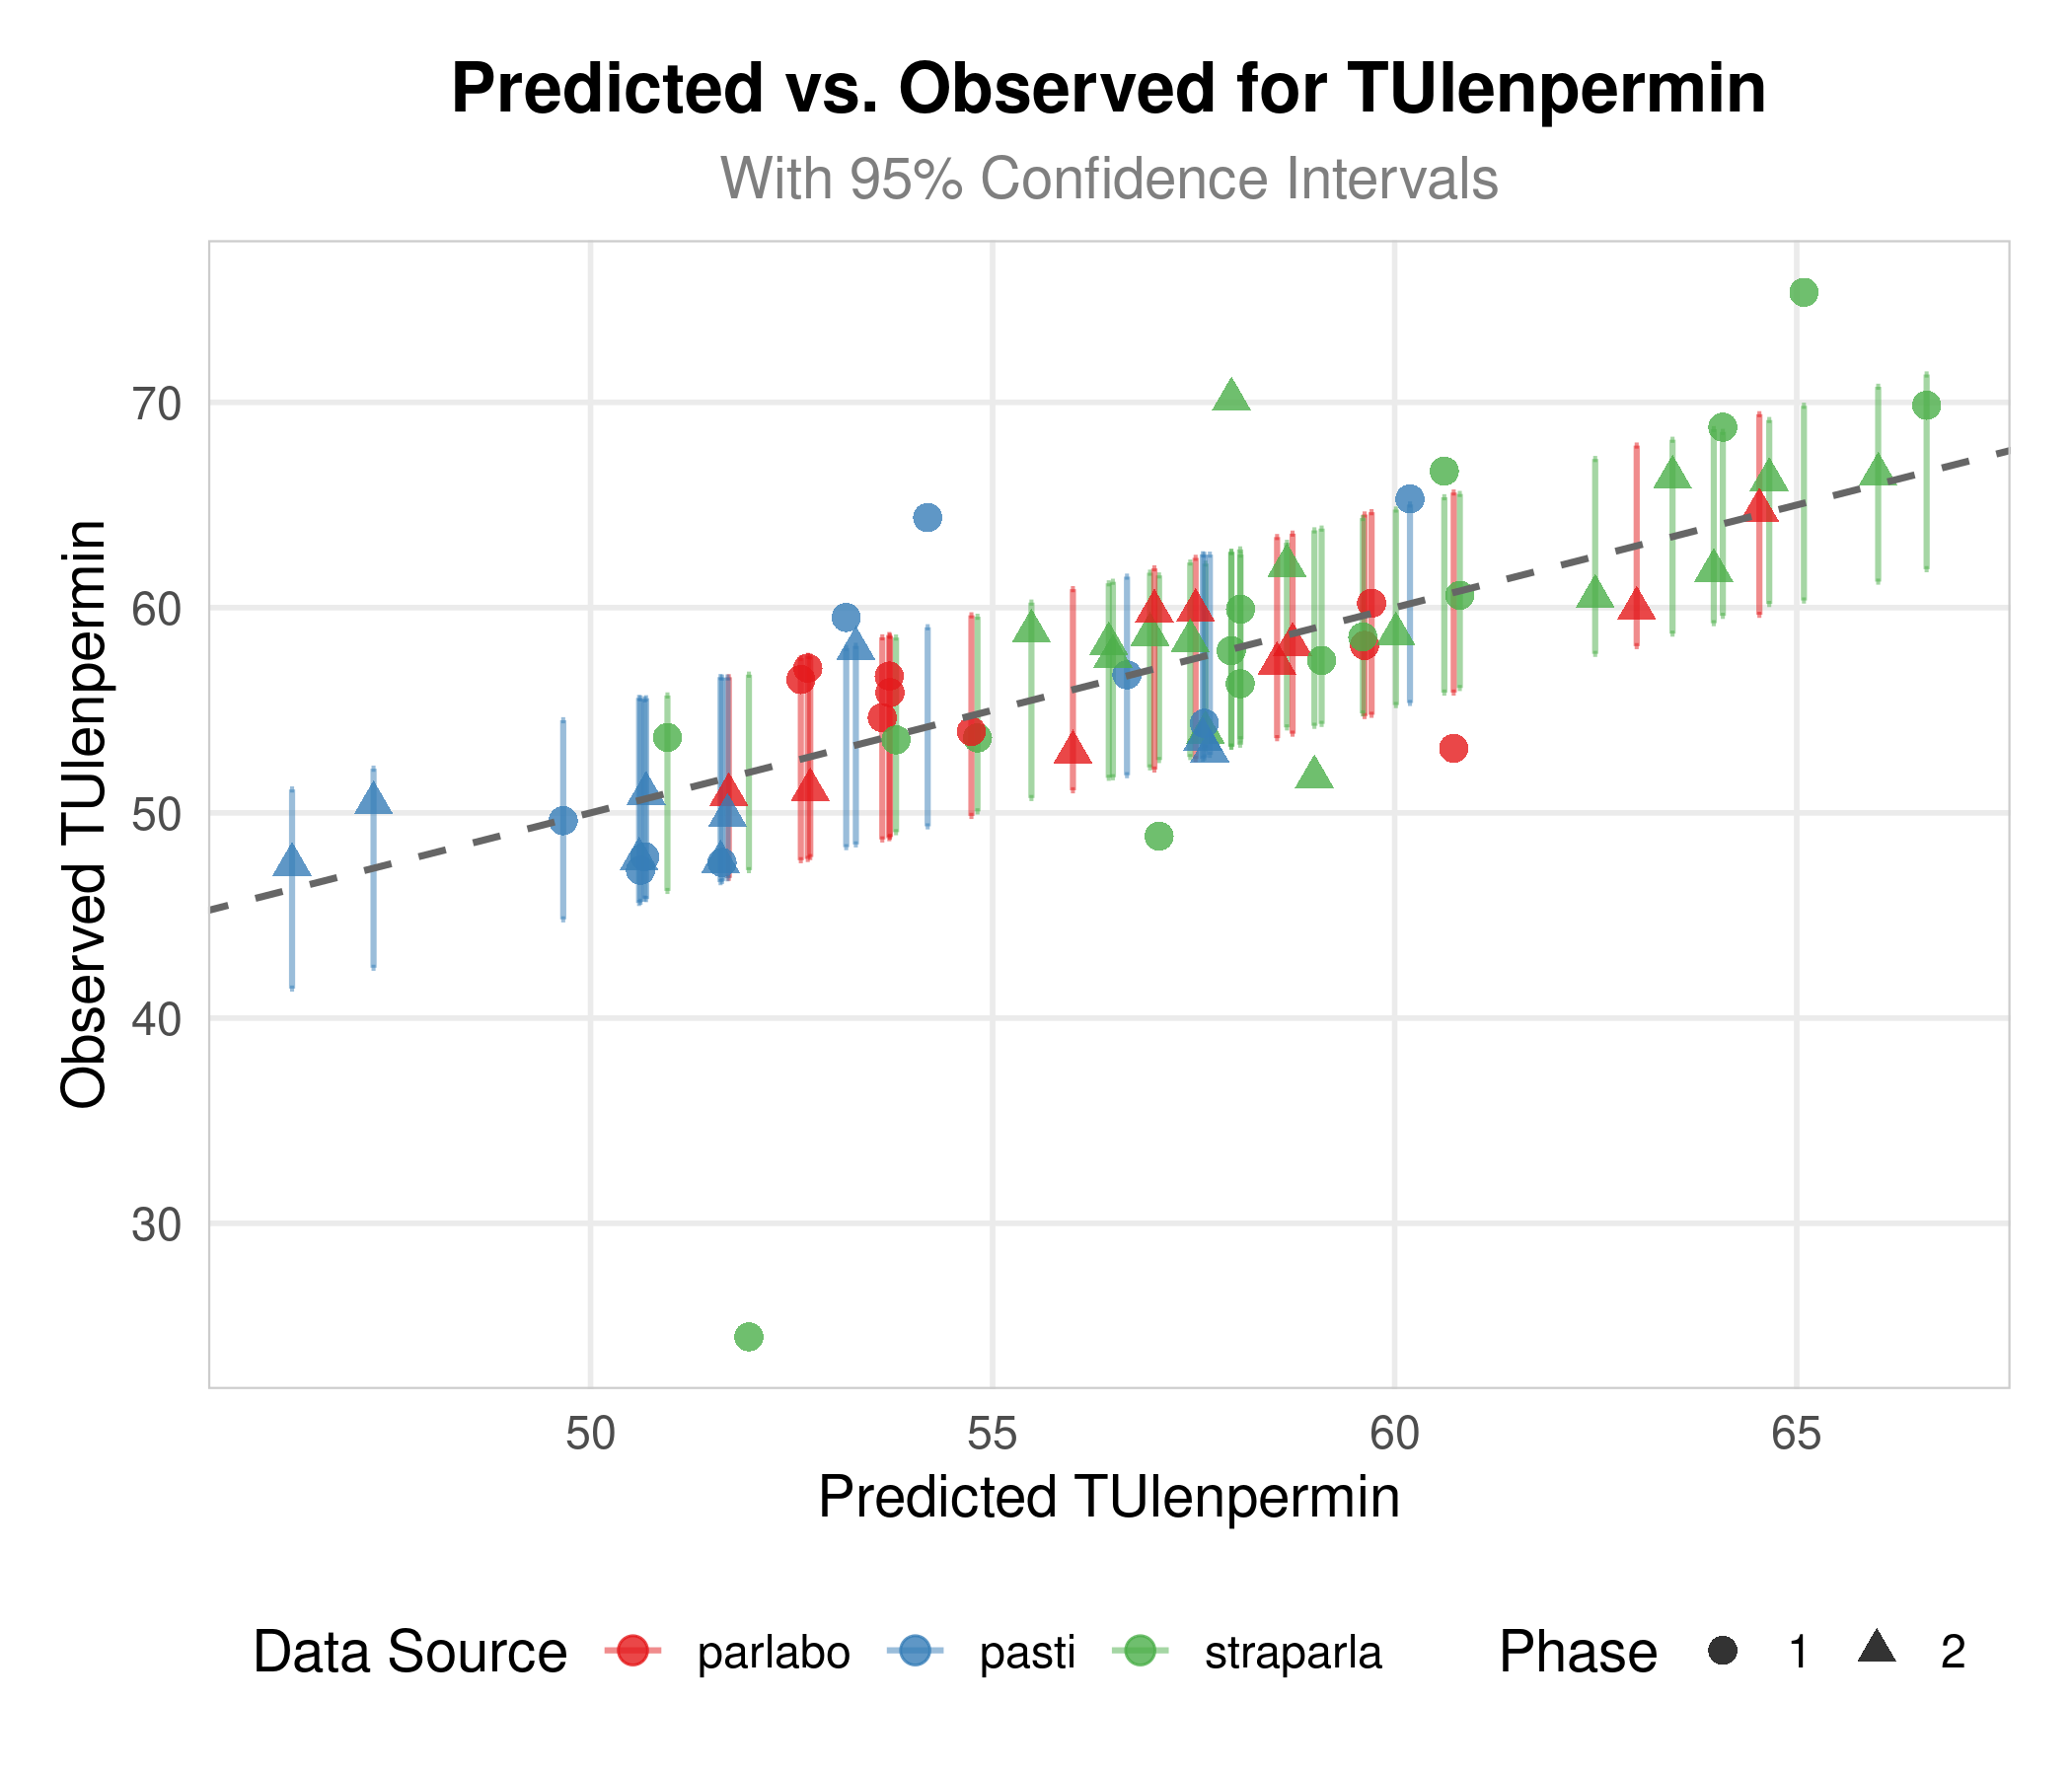 Predicted vs. Observed for TUlenpermin
With 95% Confidence Intervals
Observed TUlenpermin
70
60
50
40
30
50 55 60 65
Predicted TUlenpermin
Data Source parlabo pasti straparla Phase 1 2